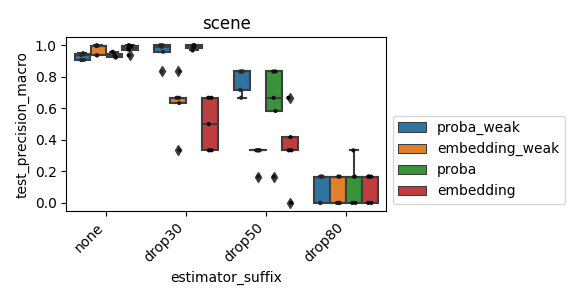 scene
test_precision_macro
1.0
0.8
0.6
0.4
0.2
0.0
none
drop30
drop50
drop80
estimator_suffix
proba_weak
embedding_weak
proba
embedding